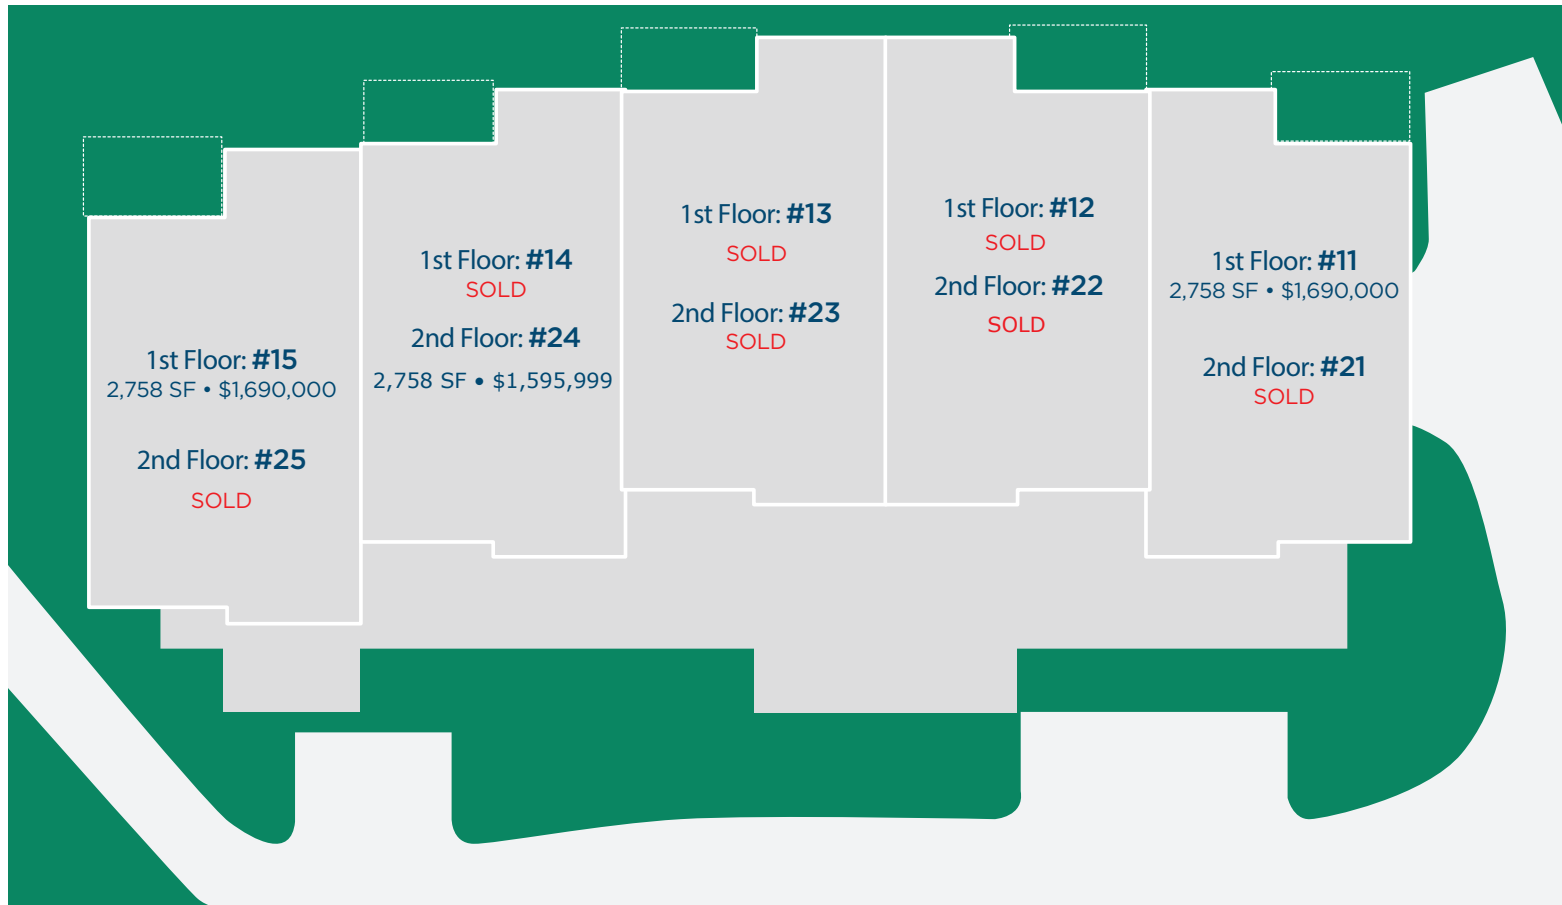 1st Floor: #15
2,758 SF • $1,690,000
2nd Floor: #25
SOLD
1st Floor: #14
SOLD
2nd Floor: #24
2,758 SF • $1,595,999
1st Floor: #13
SOLD
2nd Floor: #23
SOLD
1st Floor: #12
SOLD
2nd Floor: #22
SOLD
1st Floor: #11
2,758 SF • $1,690,000
2nd Floor: #21
SOLD